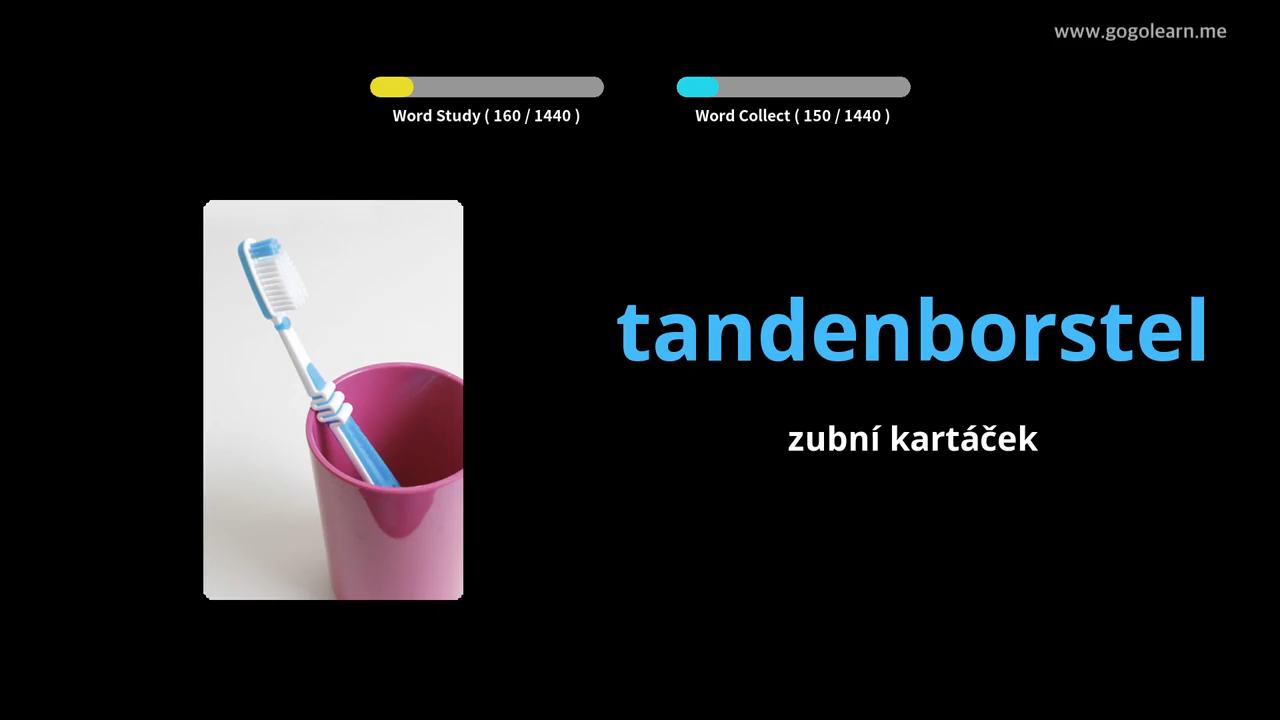 www.gogolearn.me
Word Study ( 160 / 1440 )
Word Collect ( 150 / 1440 )
tandenborstel
zubní kartáček